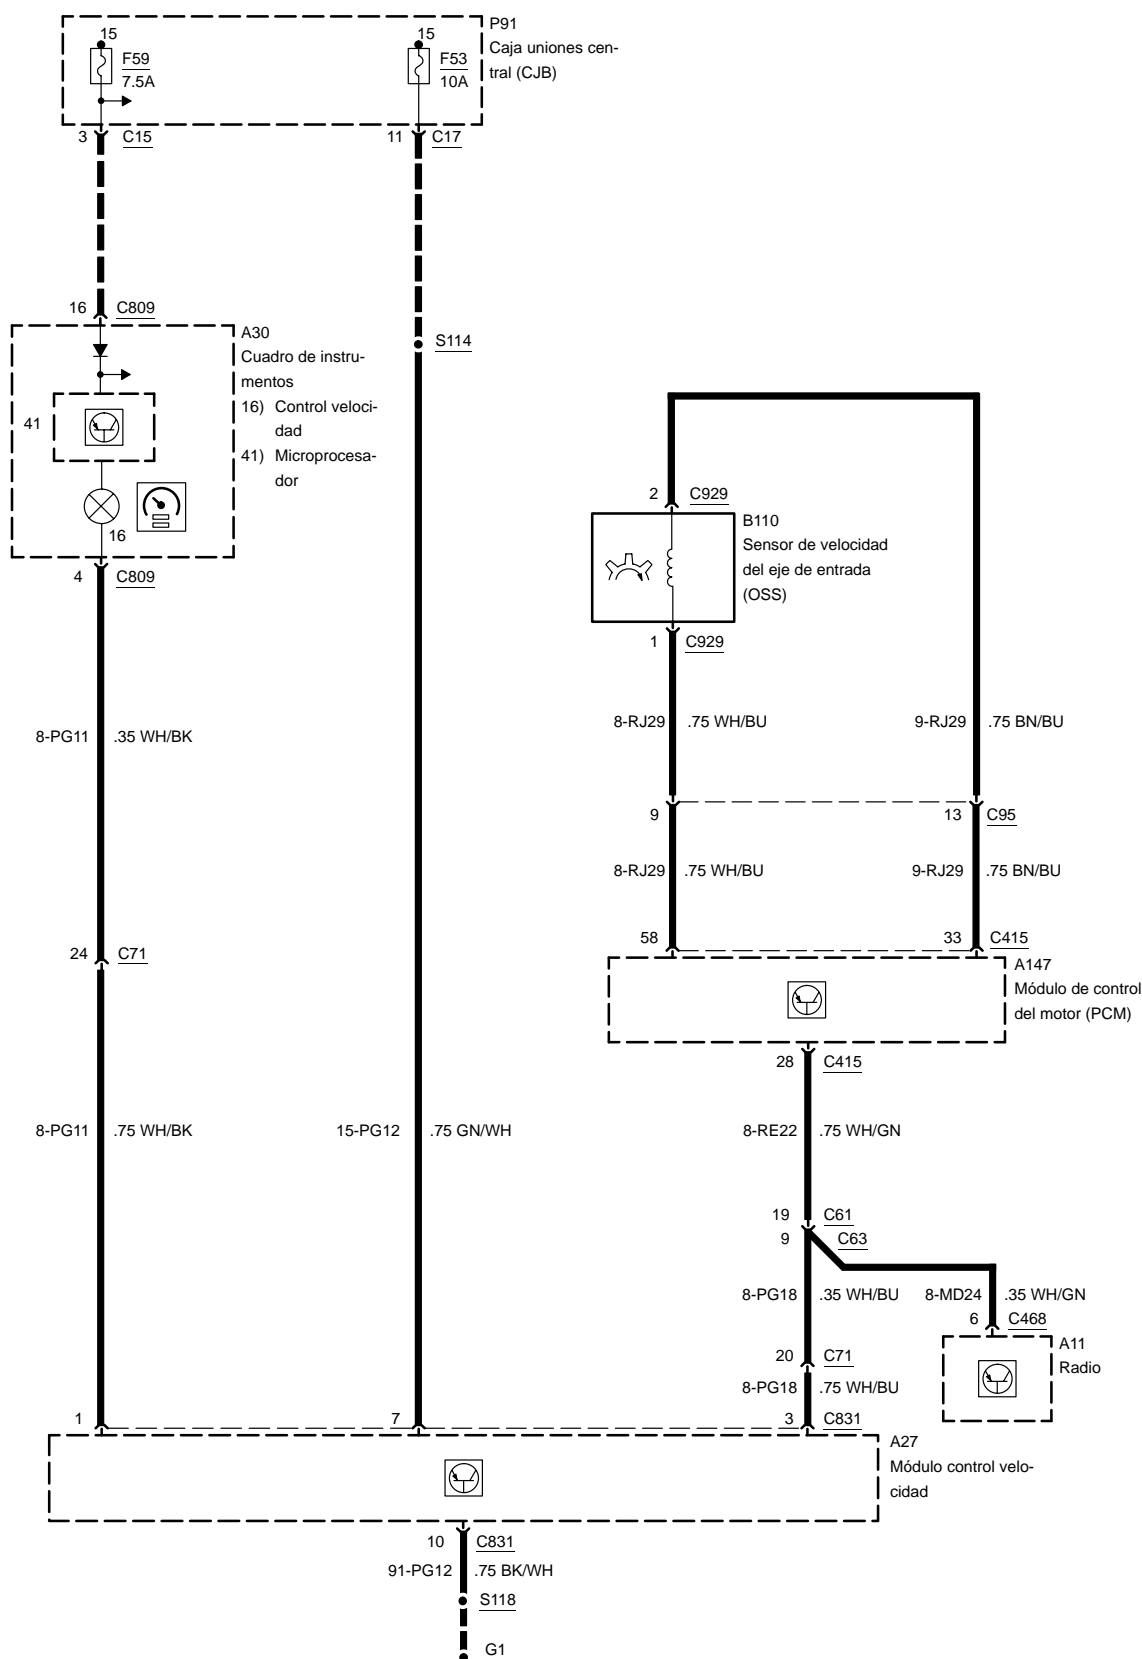 P91
Caja uniones cen-
tral (CJB)
15
F59
7.5A
15
F53
10A
3
C15
11
C17
16
C809
A30
Cuadro de instru-
mentos
16) Control veloci-
dad
41) Microprocesa-
dor
41
16
S114
4
C809
2
C929
B110
Sensor de velocidad
del eje de entrada
(OSS)
1
C929
8-RJ29
.75 WH/BU
9-RJ29
.75 BN/BU
8-PG11
.35 WH/BK
9
13
C95
8-RJ29
.75 WH/BU
9-RJ29
.75 BN/BU
58
33
C415
24
C71
A147
Módulo de control
del motor (PCM)
28
C415
8-PG11
.75 WH/BK
15-PG12
.75 GN/WH
8-RE22
.75 WH/GN
19
C61
9
C63
8-PG18
.35 WH/BU
8-MD24
.35 WH/GN
6
C468
A11
Radio
20
C71
8-PG18
.75 WH/BU
1
7
3
C831
A27
Módulo control velo-
cidad
10
C831
91-PG12
.75 BK/WH
S118
G1